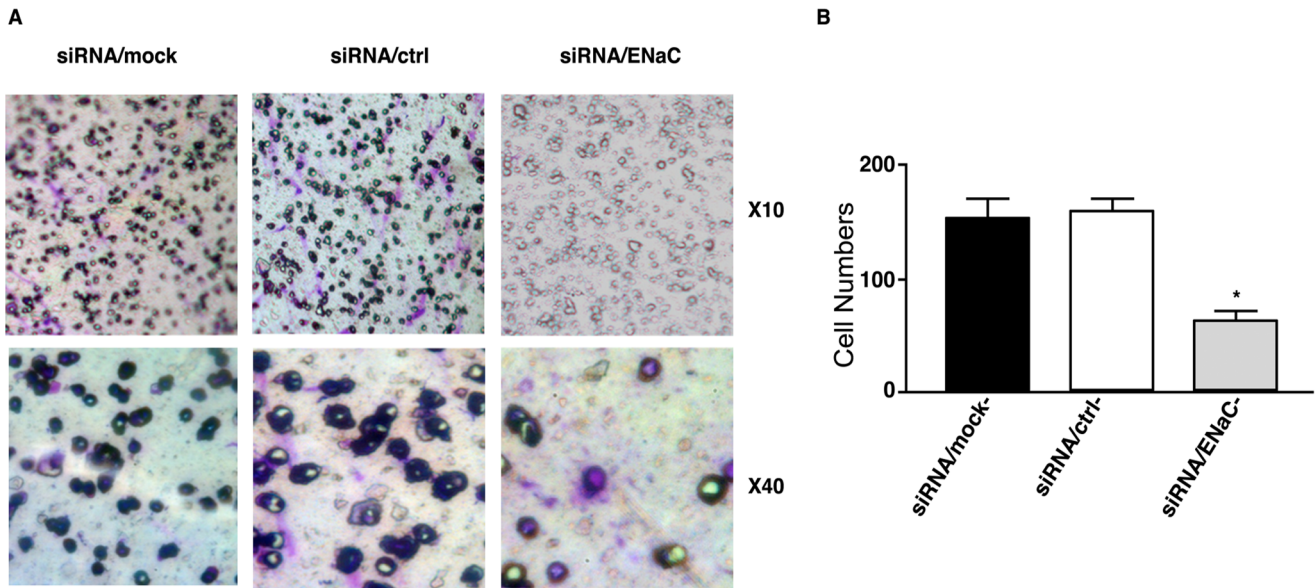 A
siRNA/mock
siRNA/ctrl
siRNA/ENaC
X10
X40
B
Cell Numbers
200
100
0
*
siRNA/mock-
siRNA/ctrl-
siRNA/ENaC-